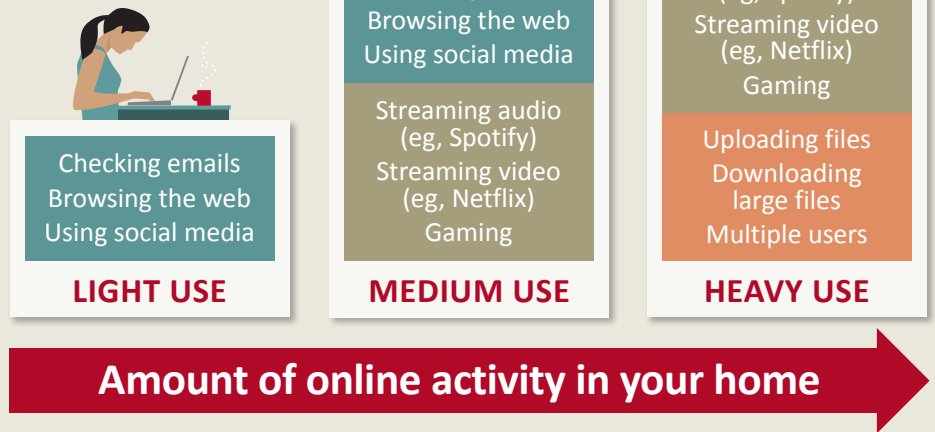 Checking emails
Browsing the web
Using social media
LIGHT USE
Browsing the web
Using social media
Streaming audio
(eg, Spotify)
Streaming video
(eg, Netflix)
Gaming
MEDIUM USE
Streaming video
(eg, Netflix)
Gaming
Uploading files
Downloading
large files
Multiple users
HEAVY USE
Amount of online activity in your home